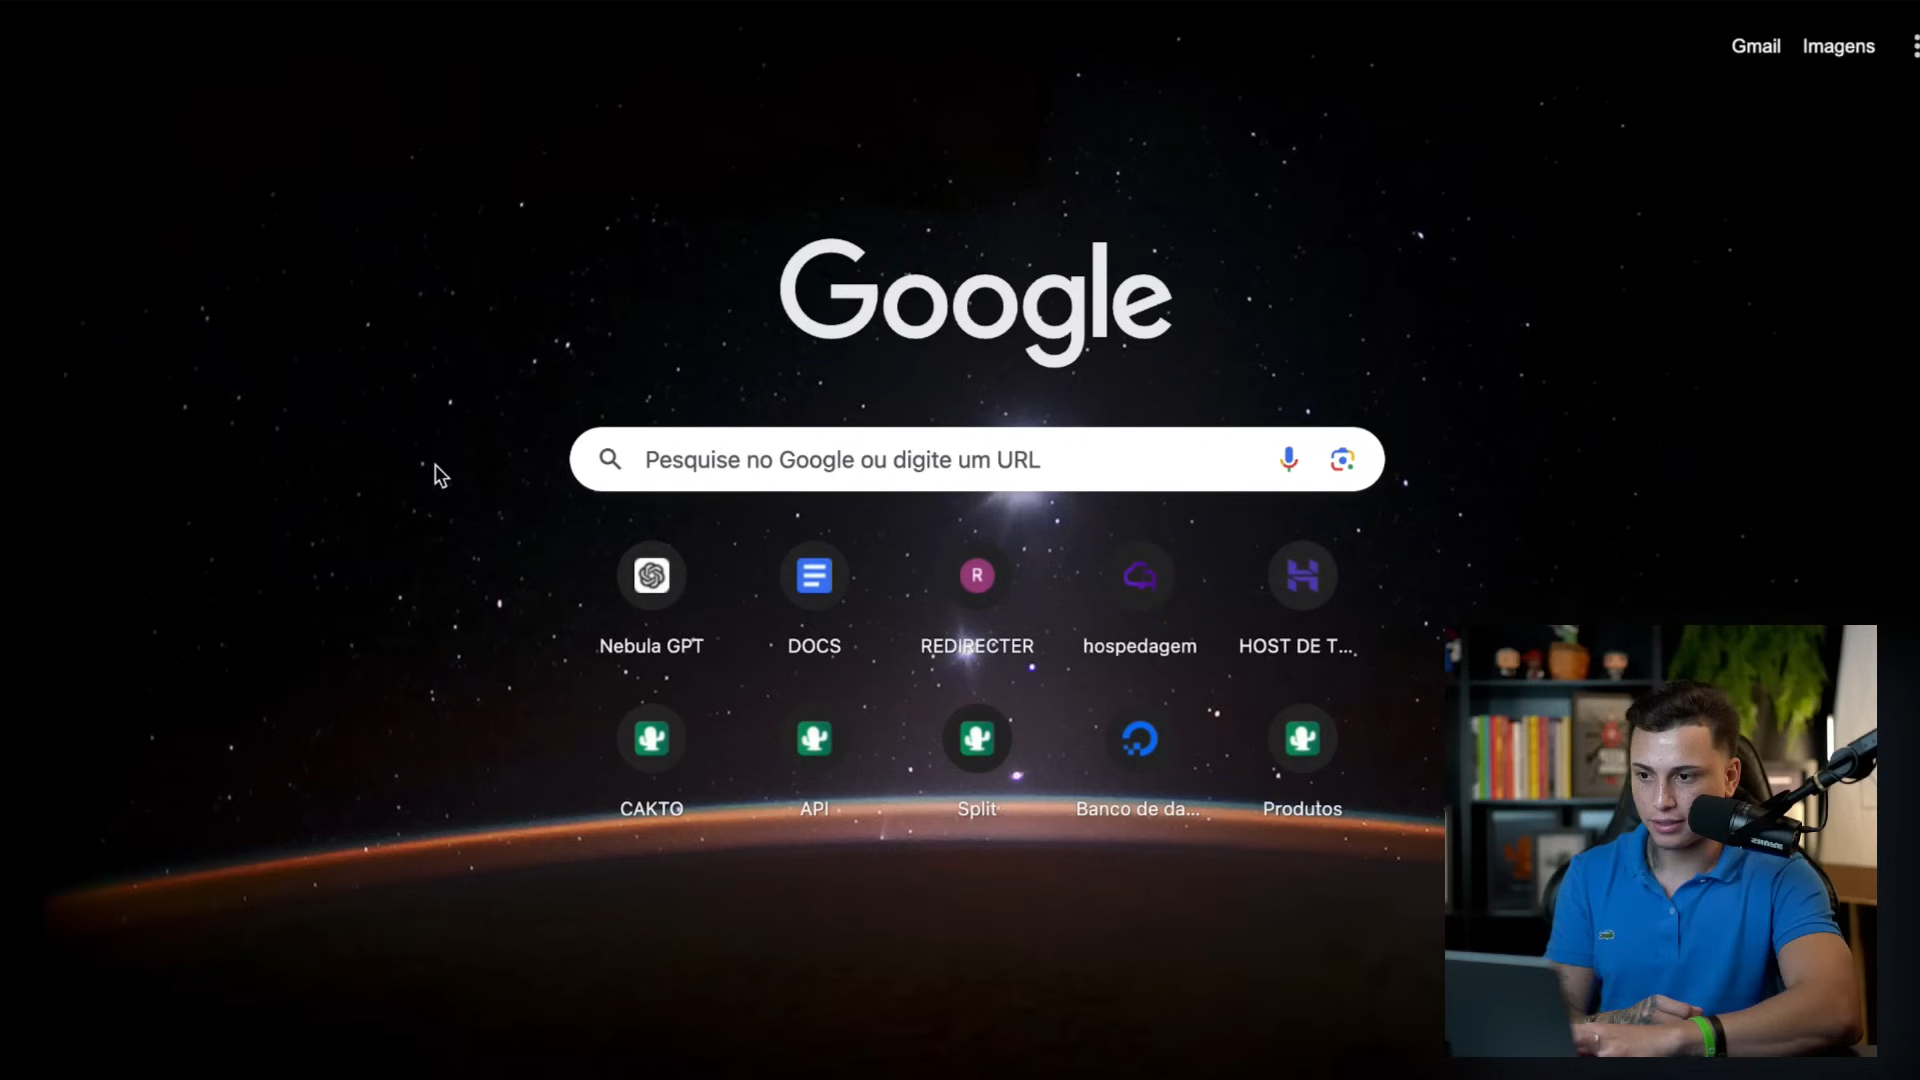 Gmail Imagens
Google
Pesquise no Google ou digite um URL
R
Nebula GPT DOCS REDIRECTER hospedagem HOST DE T...
CAKTO API Split Banco de da... Produtos
SHURE